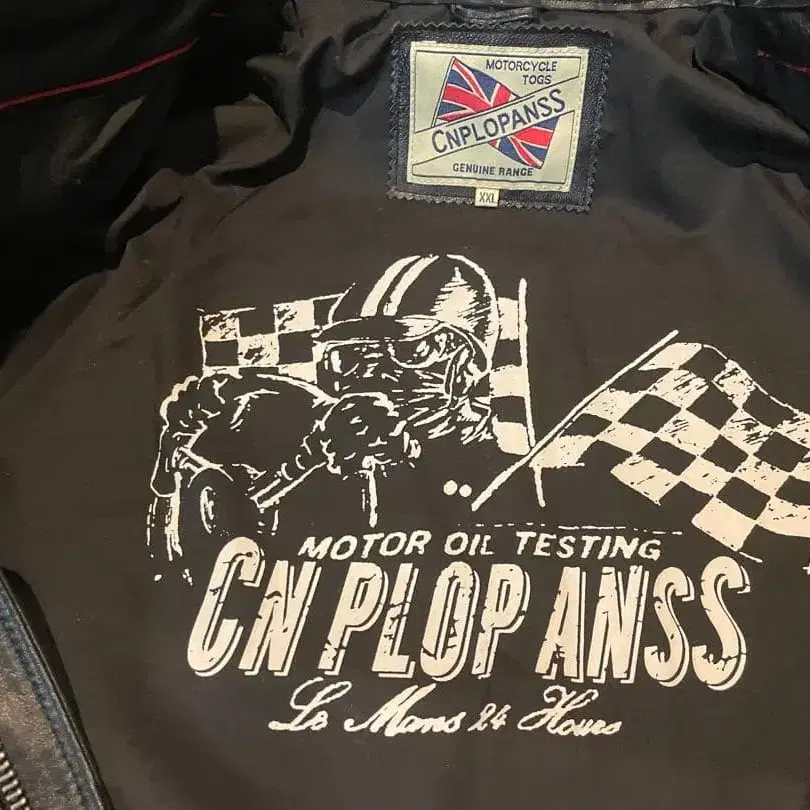 MOTORCYCLE
TOGS
CNPLOPANSS
GENUINE RANGE
XXL
MOTOR OIL TESTING
CN PLOP ANSS
Le Mans 24 Hours